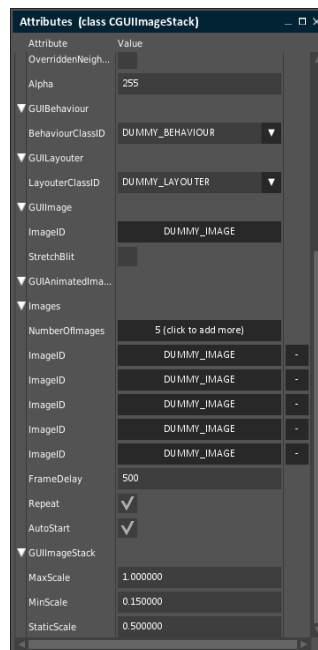 Attributes (class CGUIImageStack)
Attribute Value
OverriddenNeigh...
Alpha 255
GUIBehaviour
BehaviourClassID DUMMY_BEHAVIOUR
GUILayouter
LayouterClassID DUMMY_LAYOUTER
GUIImage
ImageID DUMMY_IMAGE
StretchBlit
GUIAnimatedIma...
Images
NumberOfImages 5 (click to add more)
ImageID DUMMY_IMAGE -
ImageID DUMMY_IMAGE -
ImageID DUMMY_IMAGE -
ImageID DUMMY_IMAGE -
ImageID DUMMY_IMAGE -
FrameDelay 500
Repeat
AutoStart
GUIImageStack
MaxScale 1.000000
MinScale 0.150000
StaticScale 0.500000